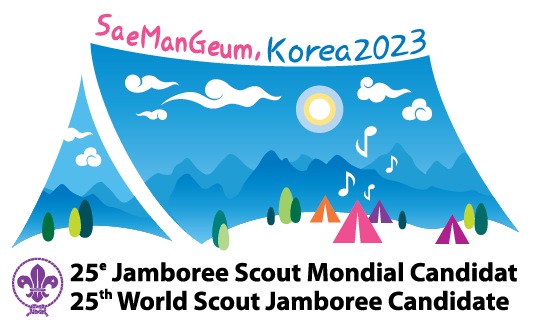 SaeManGeum, Korea2023
25e Jamboree Scout Mondial Candidat
25th World Scout Jamboree Candidate